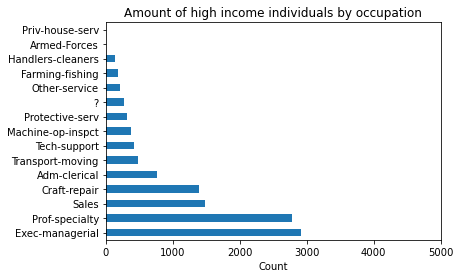 Amount of high income individuals by occupation
Priv-house-serv
Armed-Forces
Handlers-cleaners
Farming-fishing
Other-service
?
Protective-serv
Machine-op-inspct
Tech-support
Transport-moving
Adm-clerical
Craft-repair
Sales
Prof-specialty
Exec-managerial
0 1000 2000 3000 4000 5000
Count